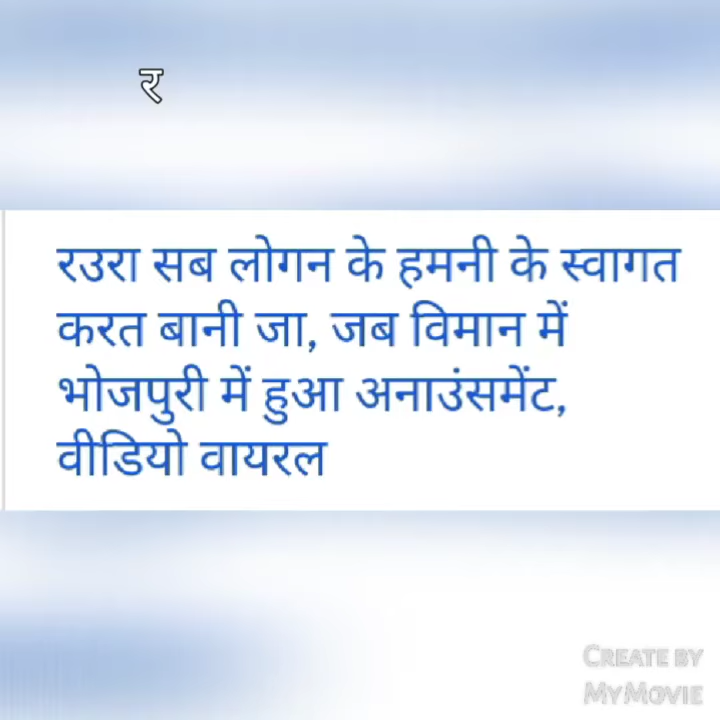 र
रउरा सब लोगन के हमनी के स्वागत
करत बानी जा, जब विमान में
भोजपुरी में हुआ अनाउंसमेंट,
वीडियो वायरल
CREATE BY
MYMOVIE